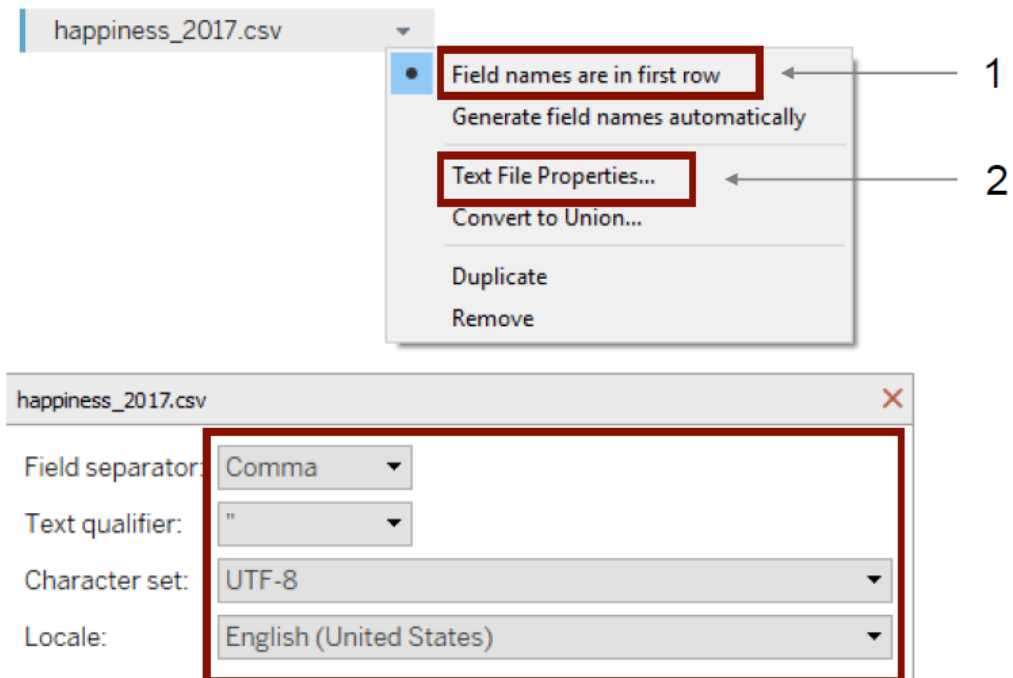 happiness_2017.csv
Field names are in first row
1
Generate field names automatically
Text File Properties...
2
Convert to Union...
Duplicate
Remove
happiness_2017.csv
Field separator: Comma
Text qualifier: "
Character set: UTF-8
Locale: English (United States)